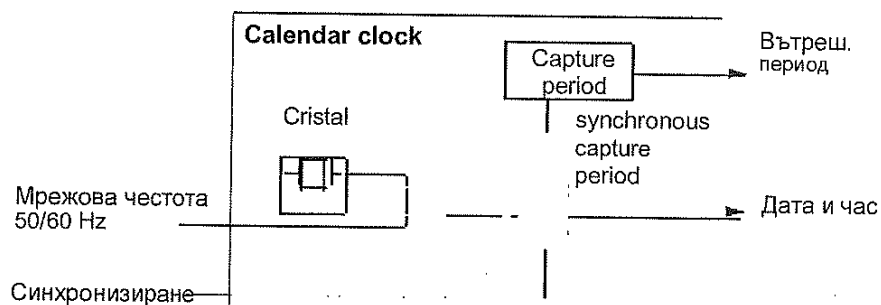 Calendar clock
Capture
period
Вътреш.
период
Cristal
synchronous
capture
period
Мрежова честота
50/60 Hz
Дата и час
Синхронизиране